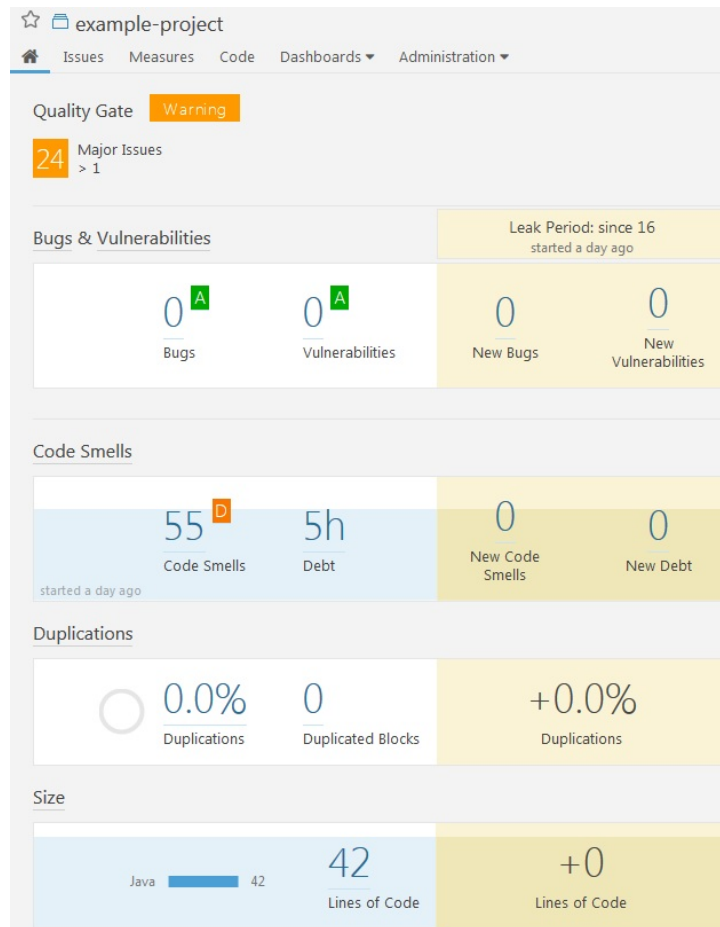 example-project
Issues Measures Code Dashboards Administration
Quality Gate Warning
24 Major Issues
> 1
Bugs & Vulnerabilities
Leak Period: since 16
started a day ago
0 A
Bugs
0 A
Vulnerabilities
0
New Bugs
0
New
Vulnerabilities
Code Smells
55 D
Code Smells
5h
Debt
0
New Code
Smells
0
New Debt
started a day ago
Duplications
0.0%
Duplications
0
Duplicated Blocks
+0.0%
Duplications
Size
Java 42
42
Lines of Code
+0
Lines of Code